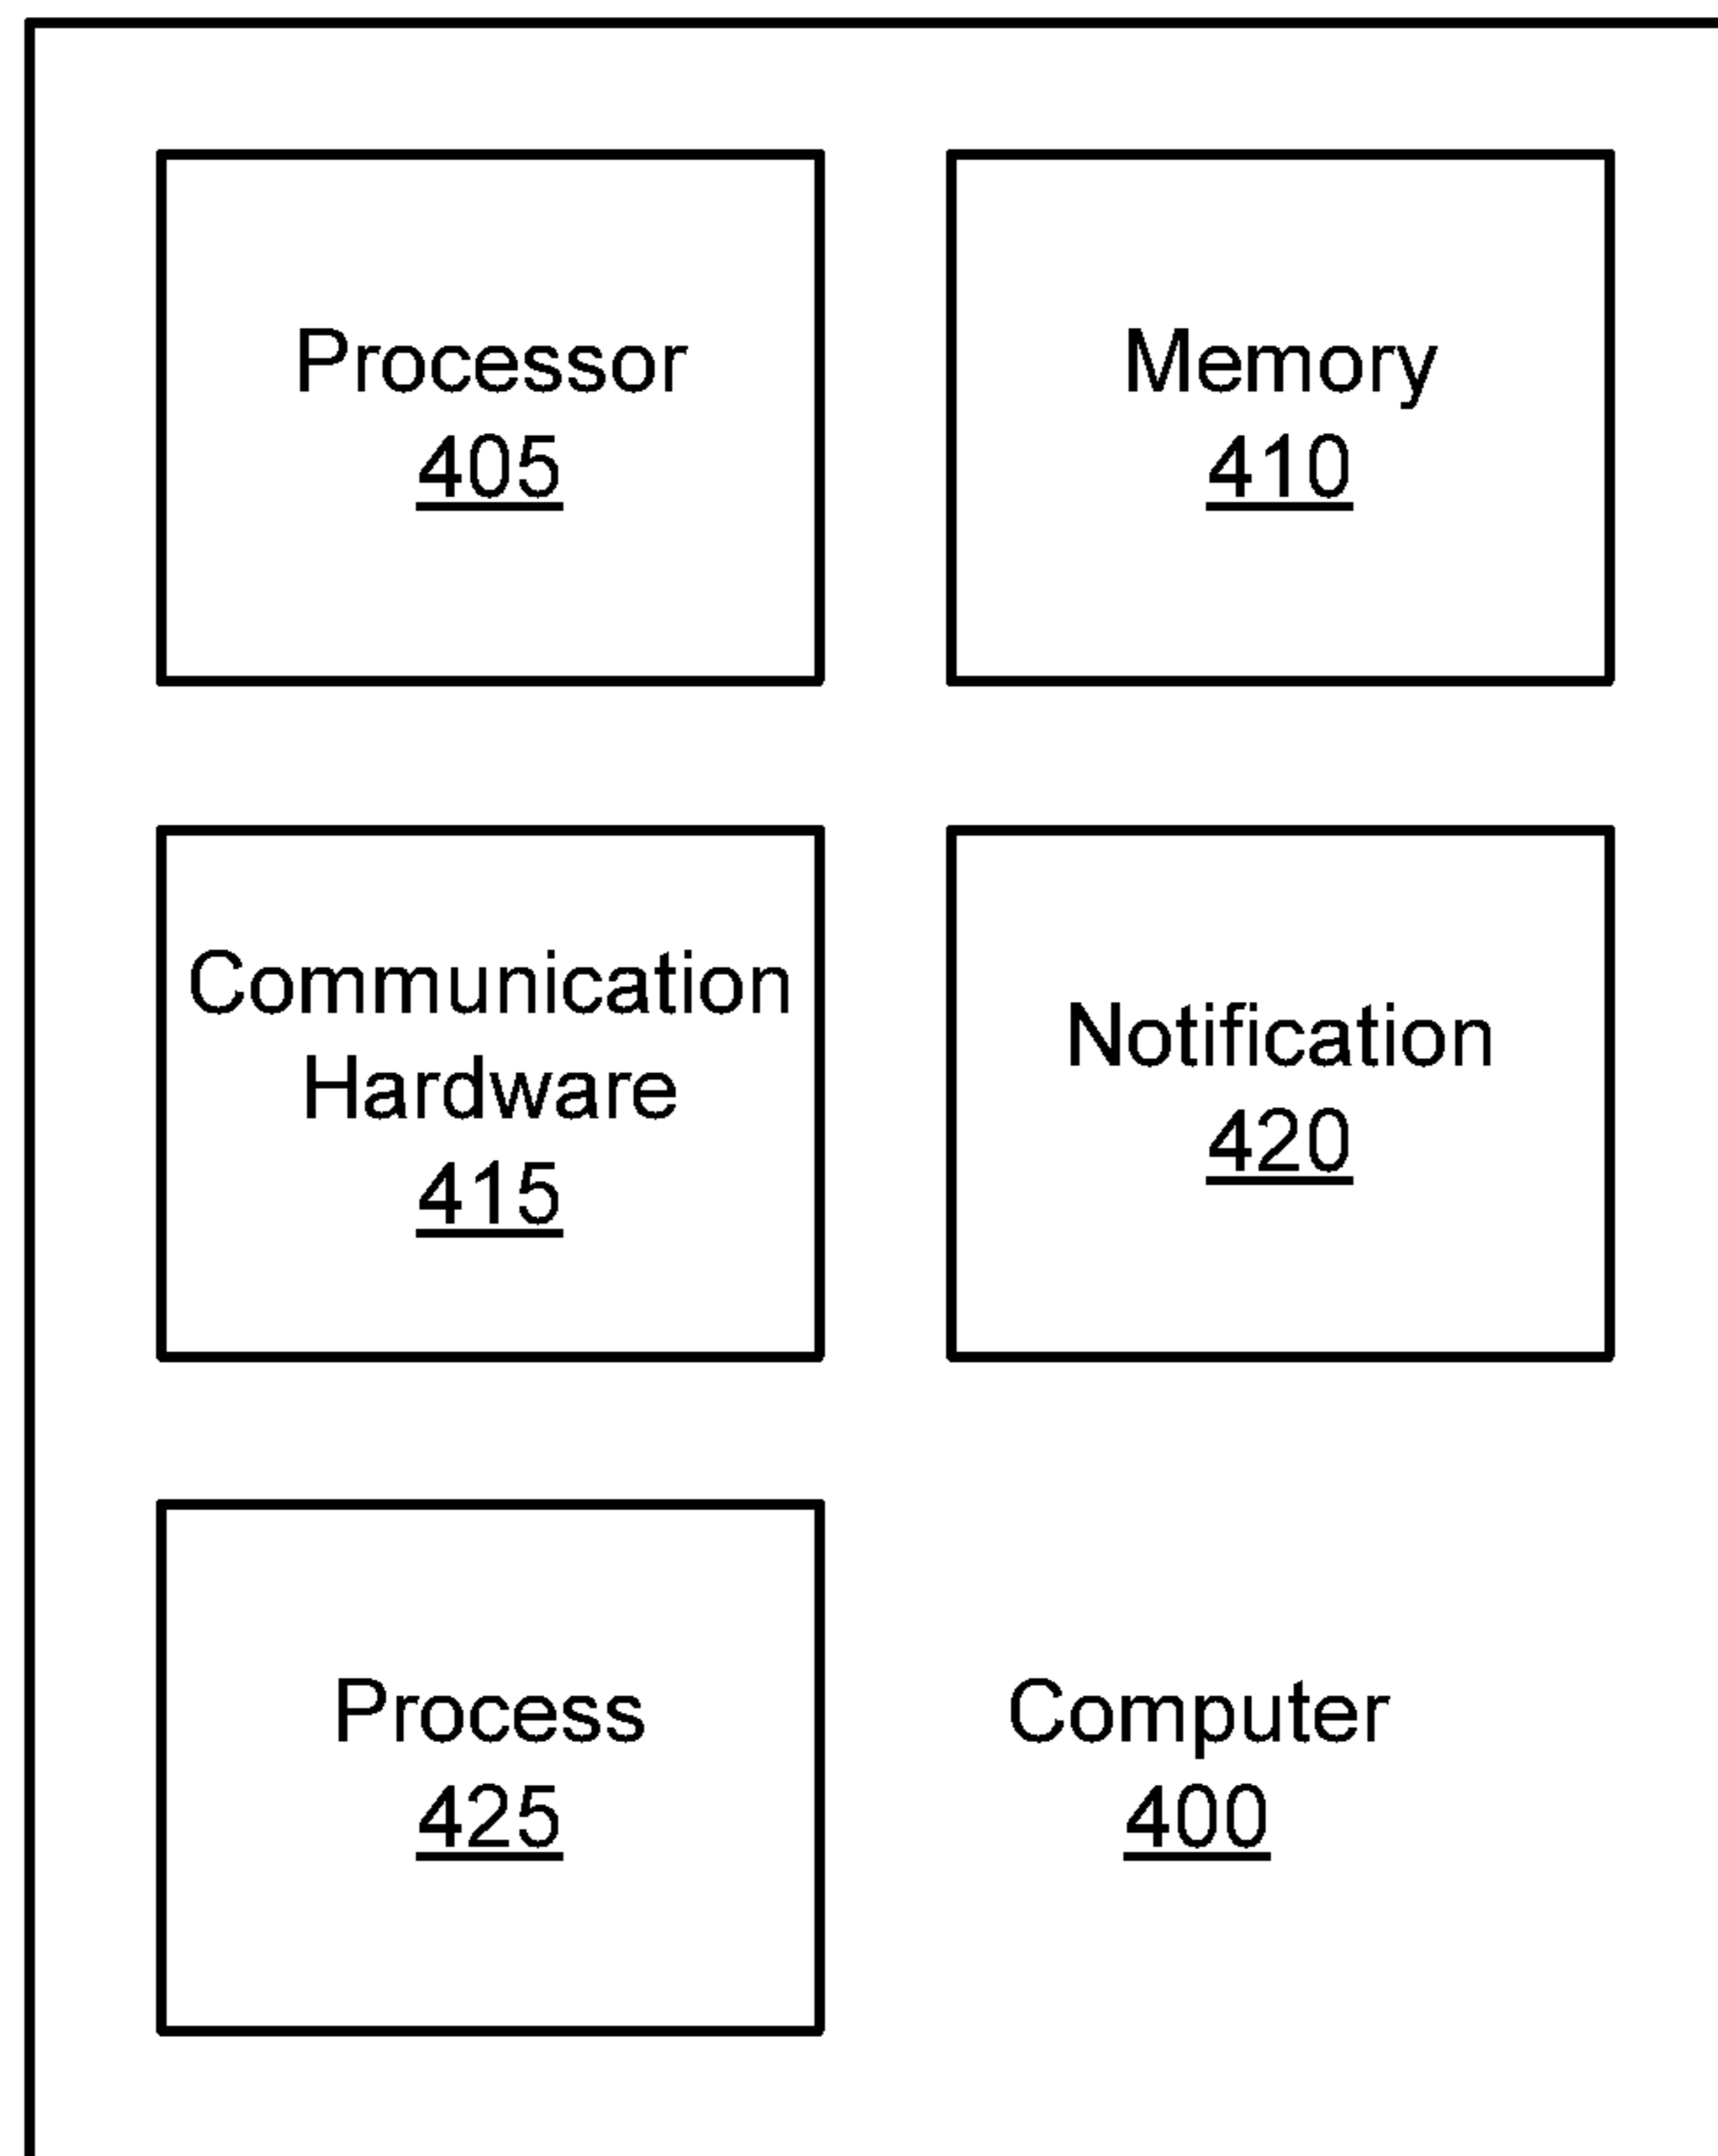 Processor
405
Memory
410
Communication
Hardware
415
Notification
420
Process
425
Computer
400